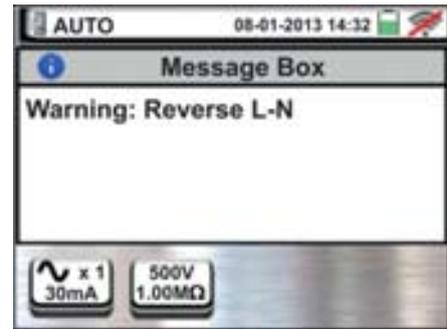 AUTO 08-01-2013 14:32
Message Box
Warning: Reverse L-N
x 1
30mA
500V
1.00MΩ